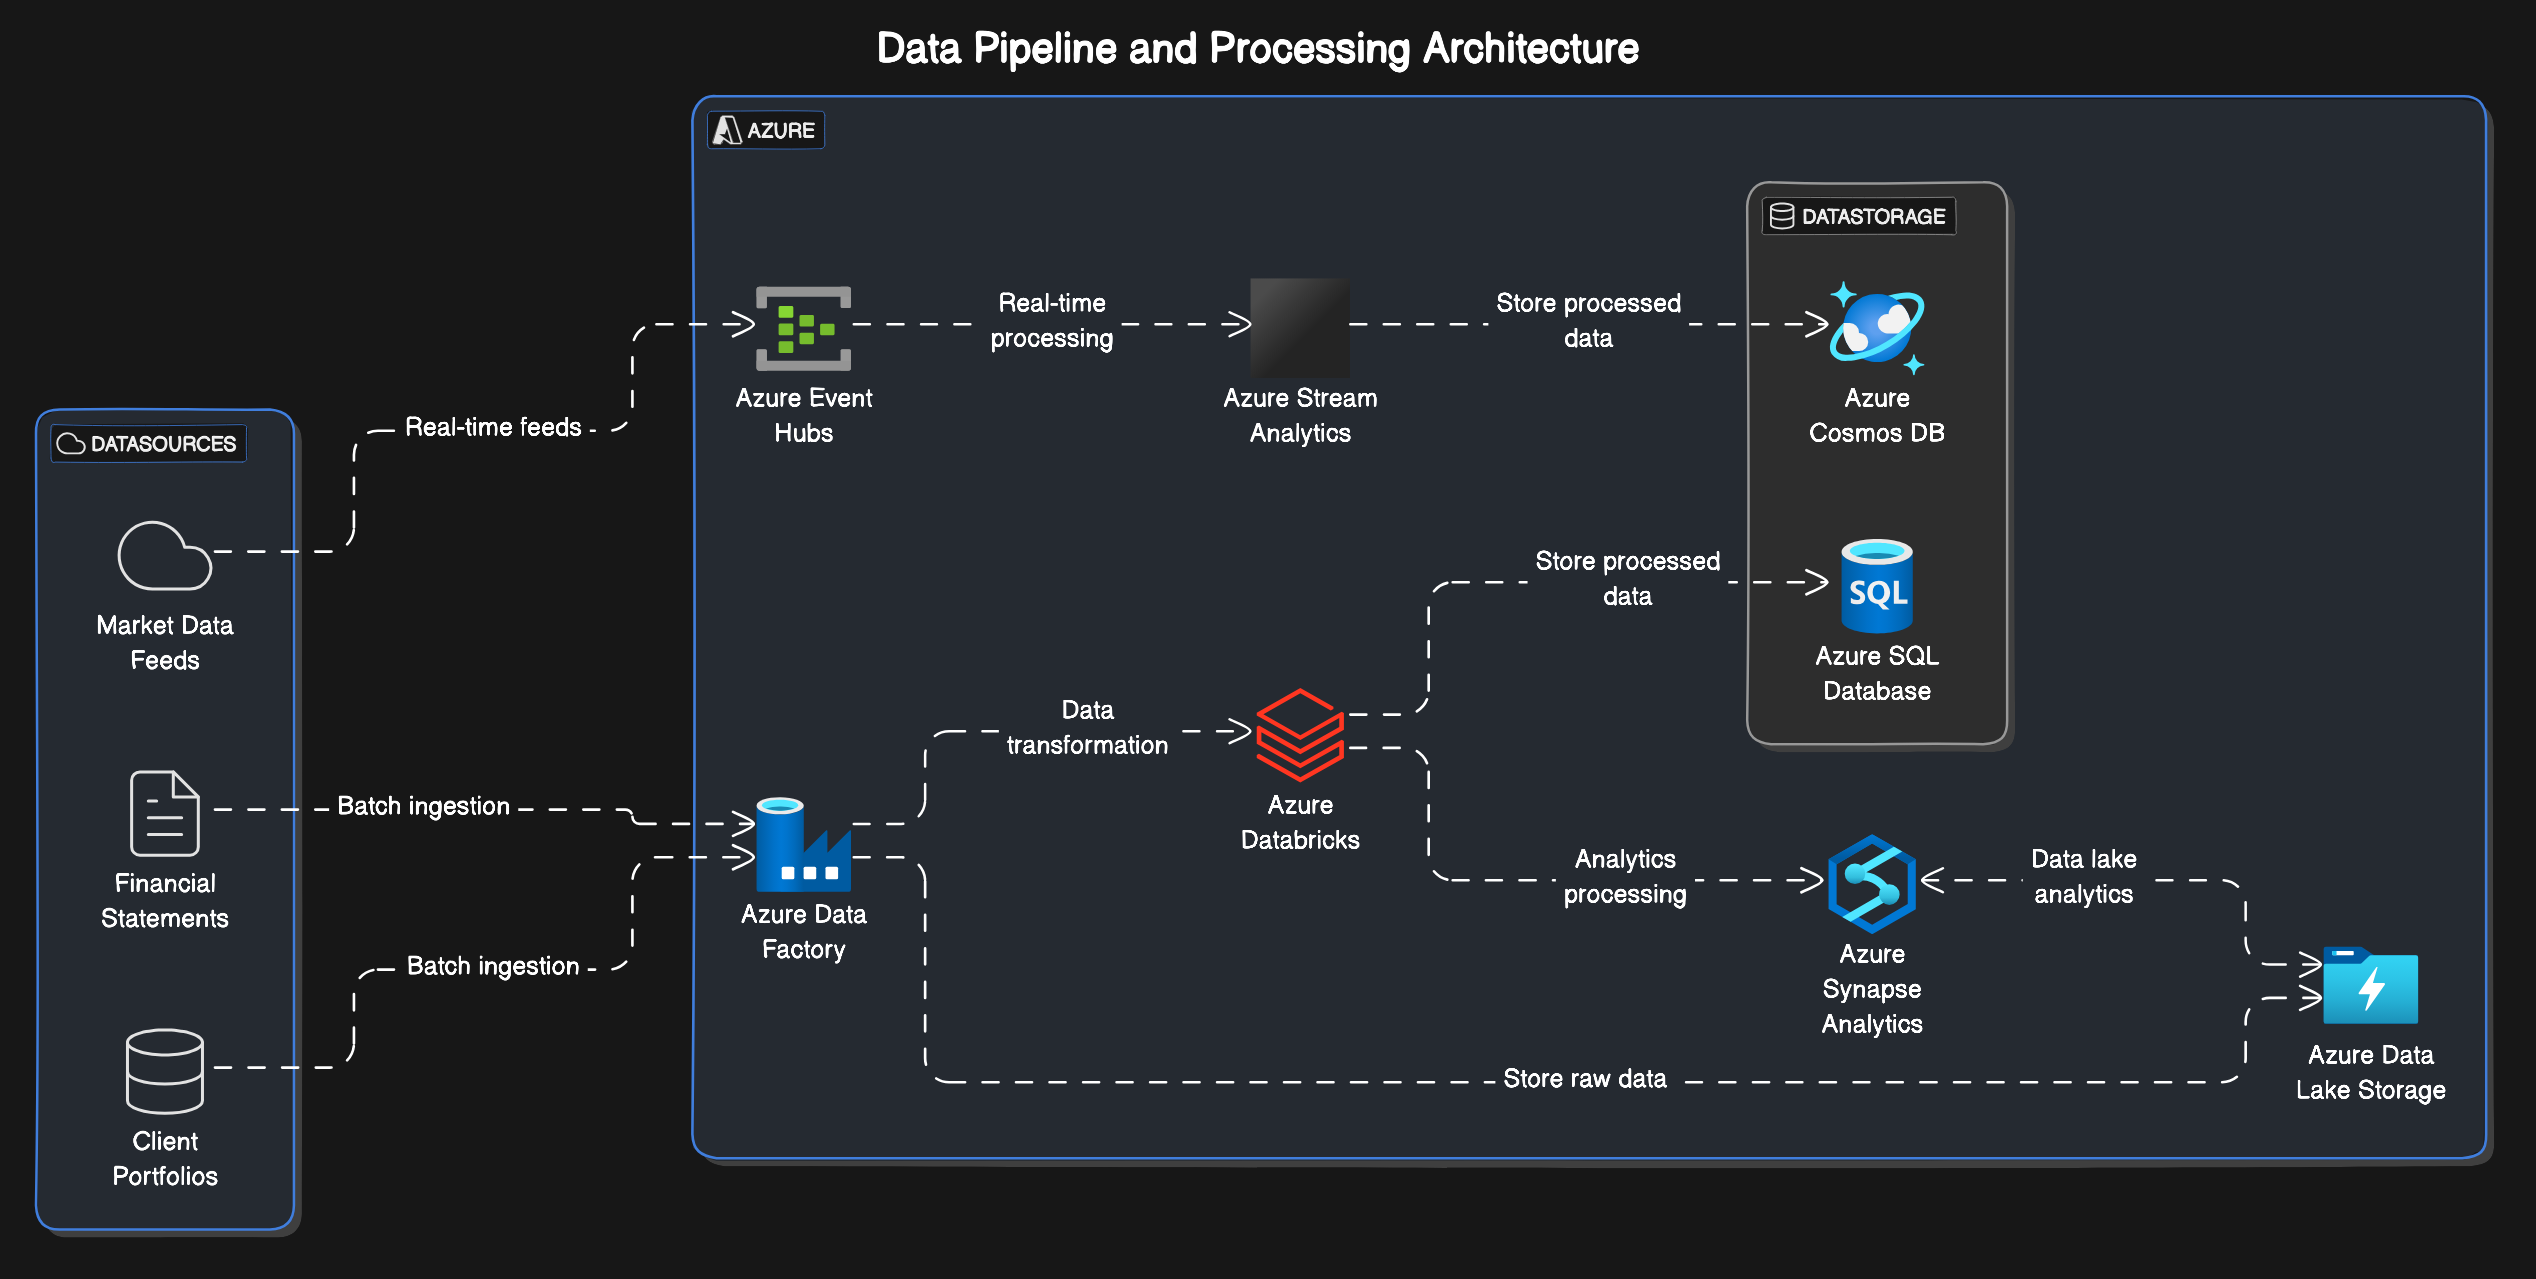 Data Pipeline and Processing Architecture
AZURE
DATASTORAGE
Real-time
processing
Store processed
data
Azure Event
Hubs
Azure Stream
Analytics
Azure
Cosmos DB
Real-time feeds
DATASOURCES
Market Data
Feeds
Store processed
data
SQL
Azure SQL
Database
Data
transformation
Azure
Databricks
Batch ingestion
Financial
Statements
Azure Data
Factory
Analytics
processing
Data lake
analytics
Azure
Synapse
Analytics
Batch ingestion
Store raw data
Azure Data
Lake Storage
Client
Portfolios